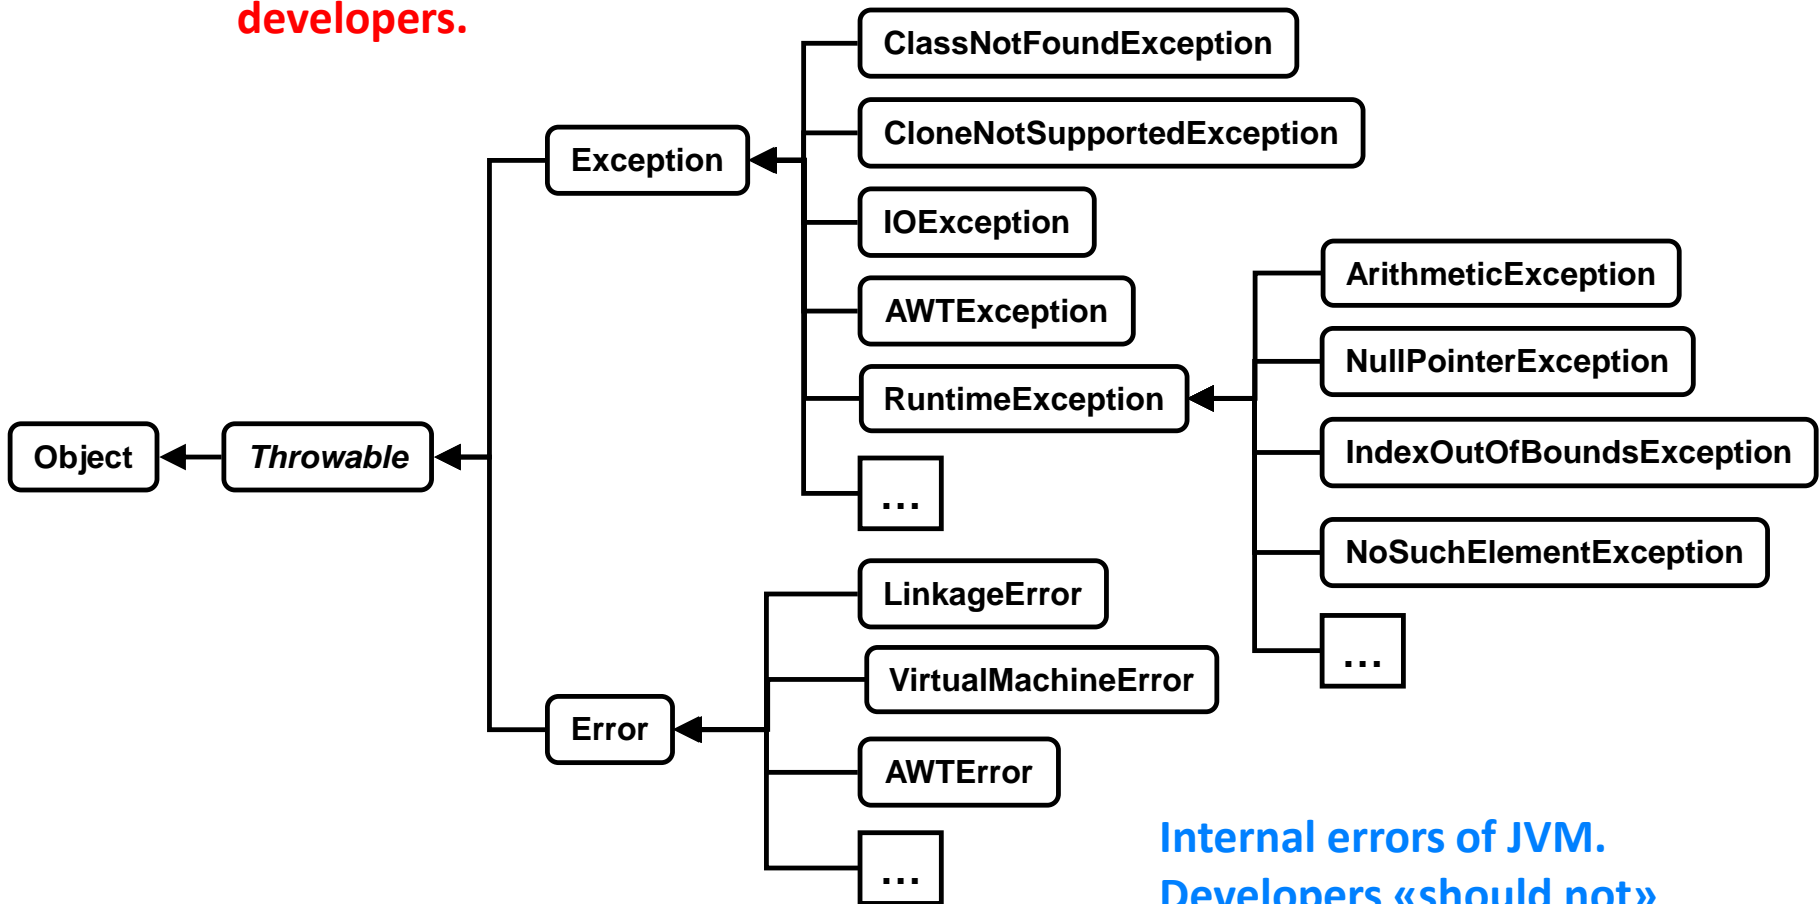 developers.
ClassNotFoundException
CloneNotSupportedException
Exception
IOException
ArithmeticException
AWTException
NullPointerException
RuntimeException
Object
Throwable
IndexOutOfBoundsException
...
NoSuchElementException
LinkageError
...
VirtualMachineError
Error
AWTError
...
Internal errors of JVM.
Developers «should not»